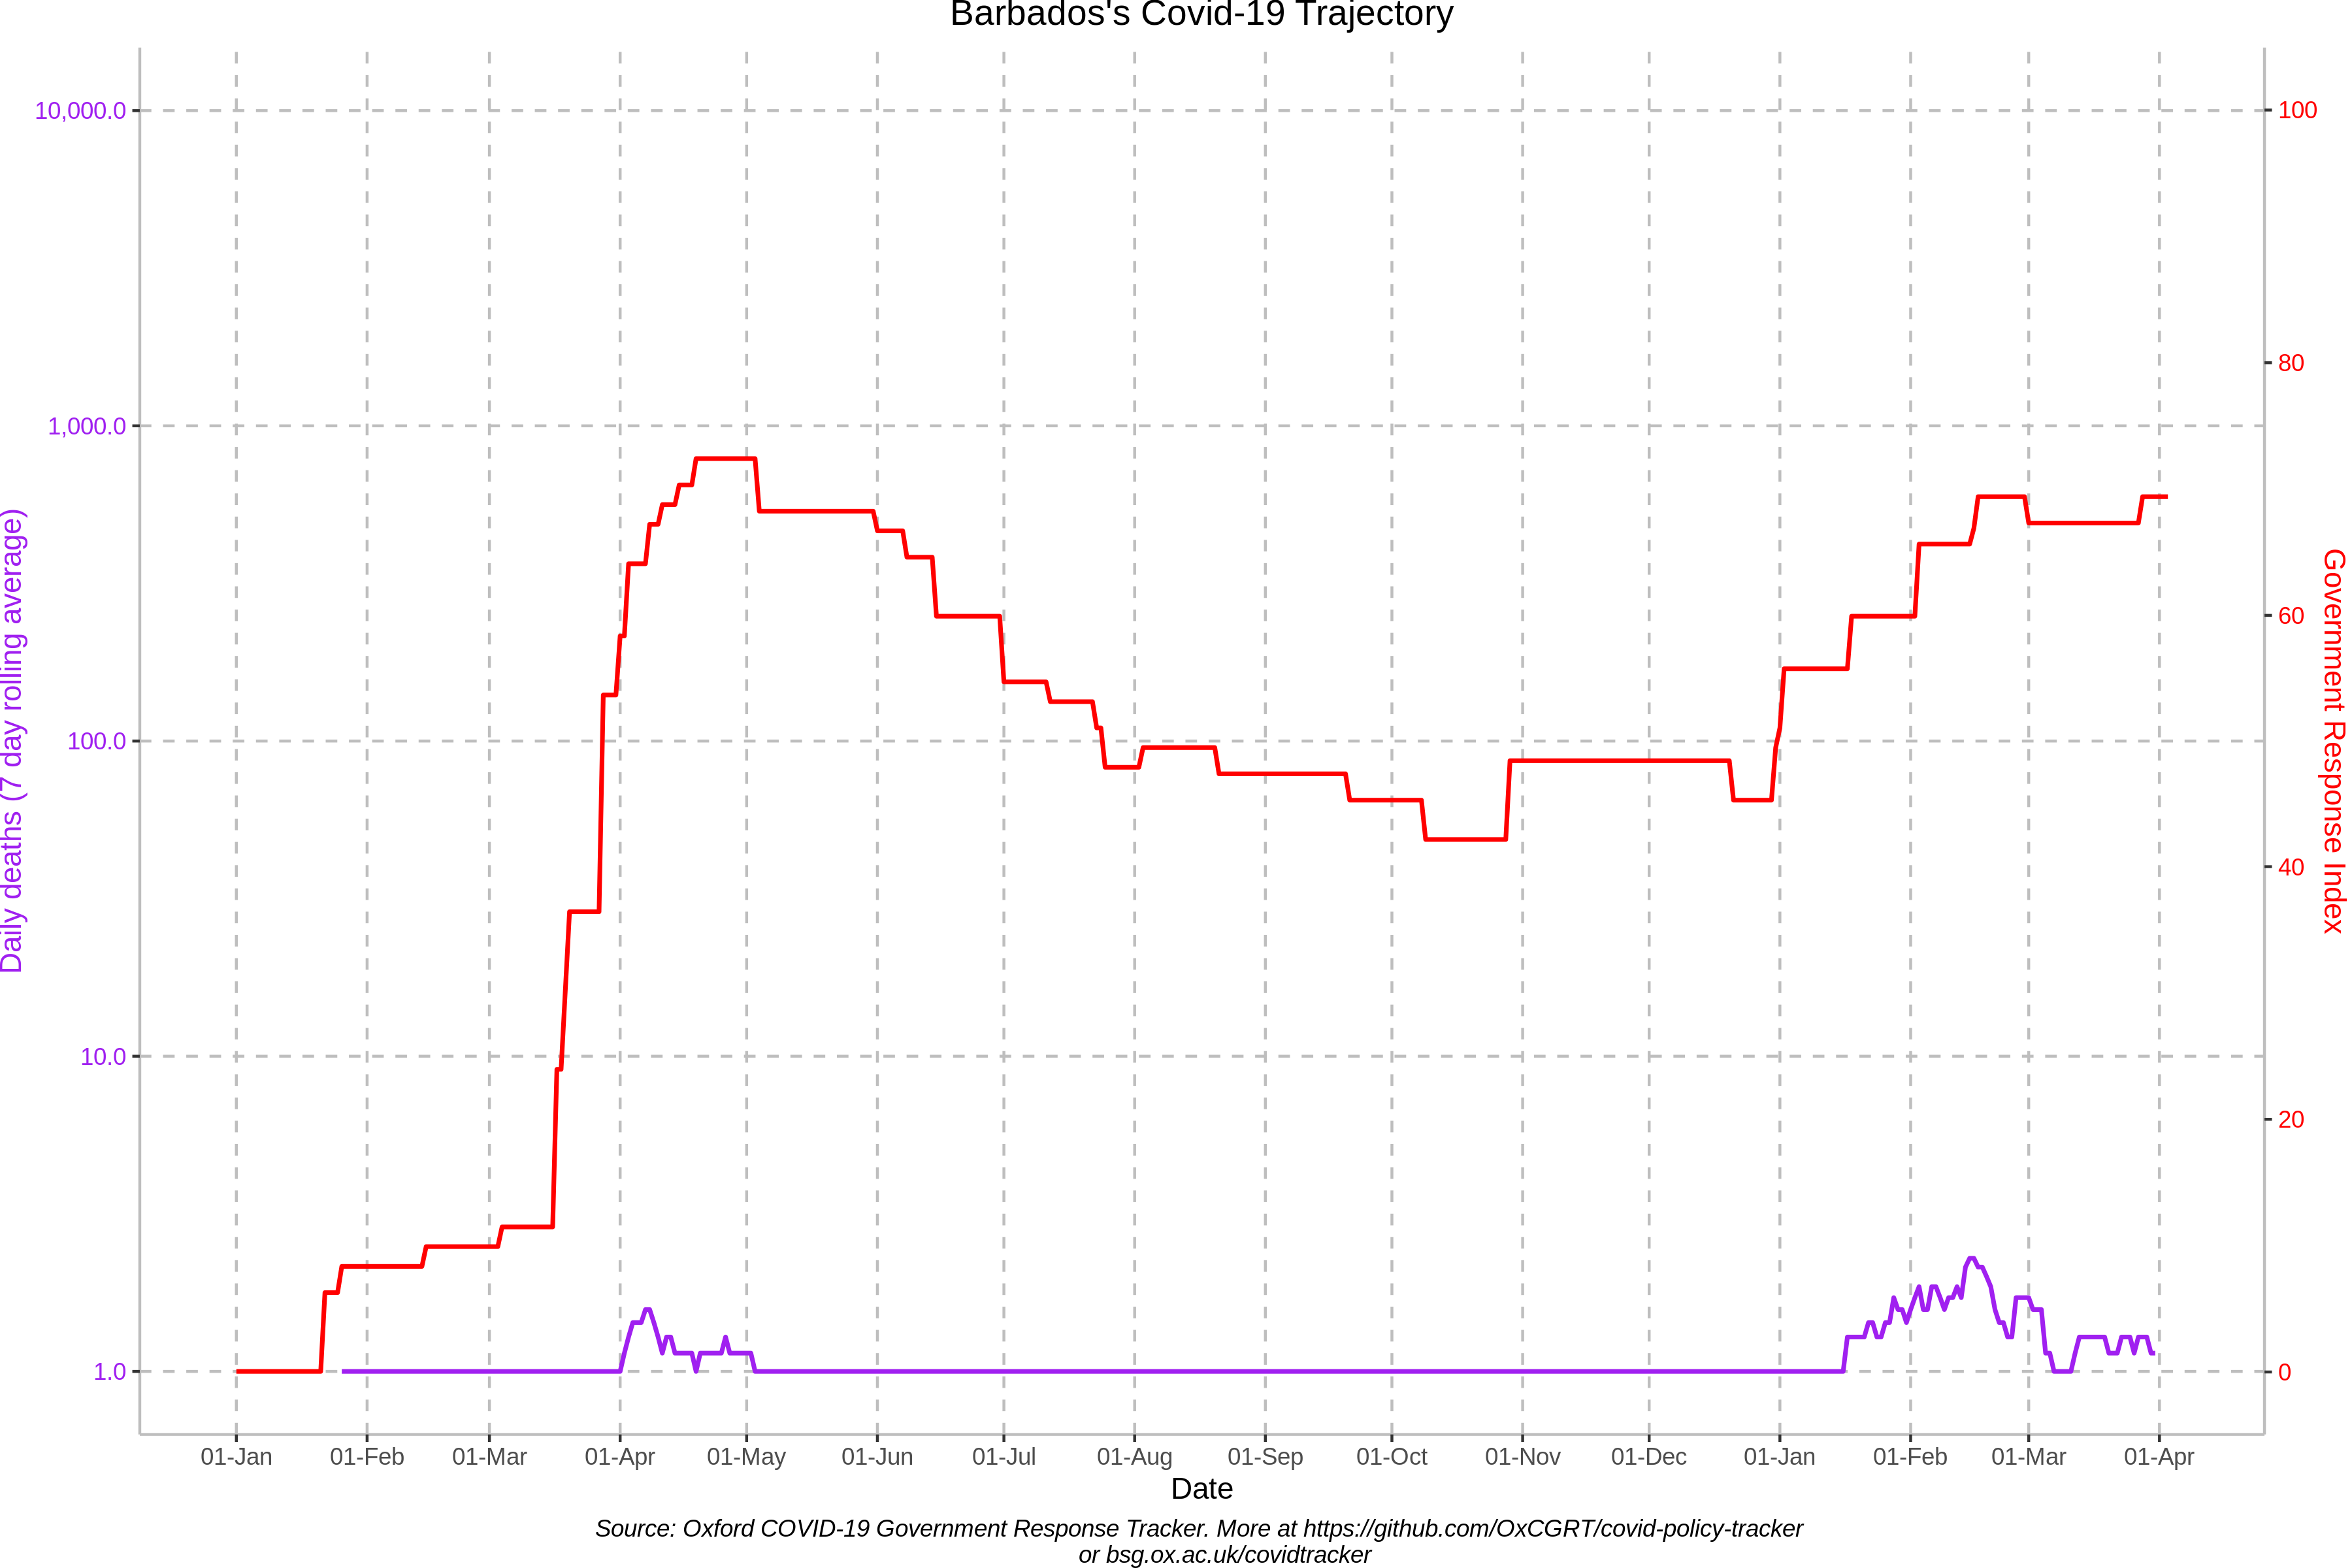 Barbados's Covid-19 Trajectory
10,000.0
1,000.0
100.0
10.0
1.0
Daily deaths (7 day rolling average)
100
80
60
40
20
0
Government Response Index
01-Jan 01-Feb 01-Mar 01-Apr 01-May 01-Jun 01-Jul 01-Aug 01-Sep 01-Oct 01-Nov 01-Dec 01-Jan 01-Feb 01-Mar 01-Apr
Date
Source: Oxford COVID-19 Government Response Tracker. More at https://github.com/OxCGRT/covid-policy-tracker
or bsg.ox.ac.uk/covidtracker